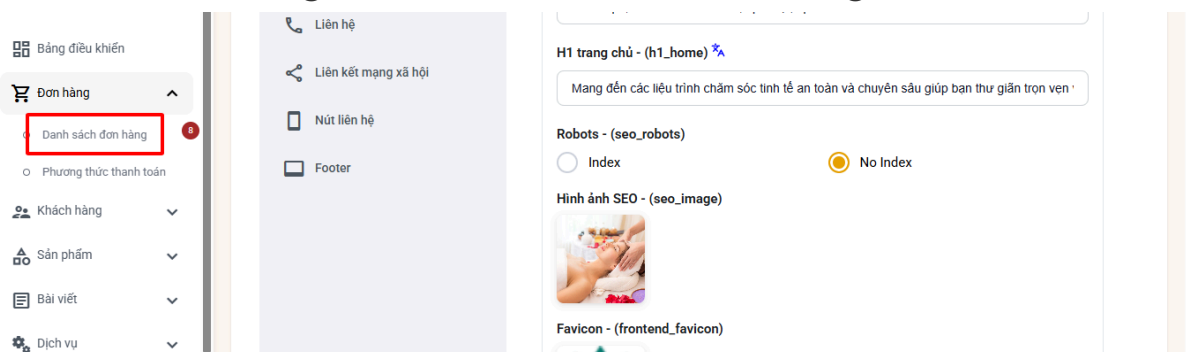 Bảng điều khiển
Đơn hàng
Danh sách đơn hàng
8
Phương thức thanh toán
Khách hàng
Sản phẩm
Bài viết
Dịch vụ
Liên hệ
Liên kết mạng xã hội
Nút liên hệ
Footer
H1 trang chủ - (h1_home)
Mang đến các liệu trình chăm sóc tinh tế an toàn và chuyên sâu giúp bạn thư giãn trọn vẹn
Robots - (seo_robots)
Index
No Index
Hình ảnh SEO - (seo_image)
Favicon - (frontend_favicon)